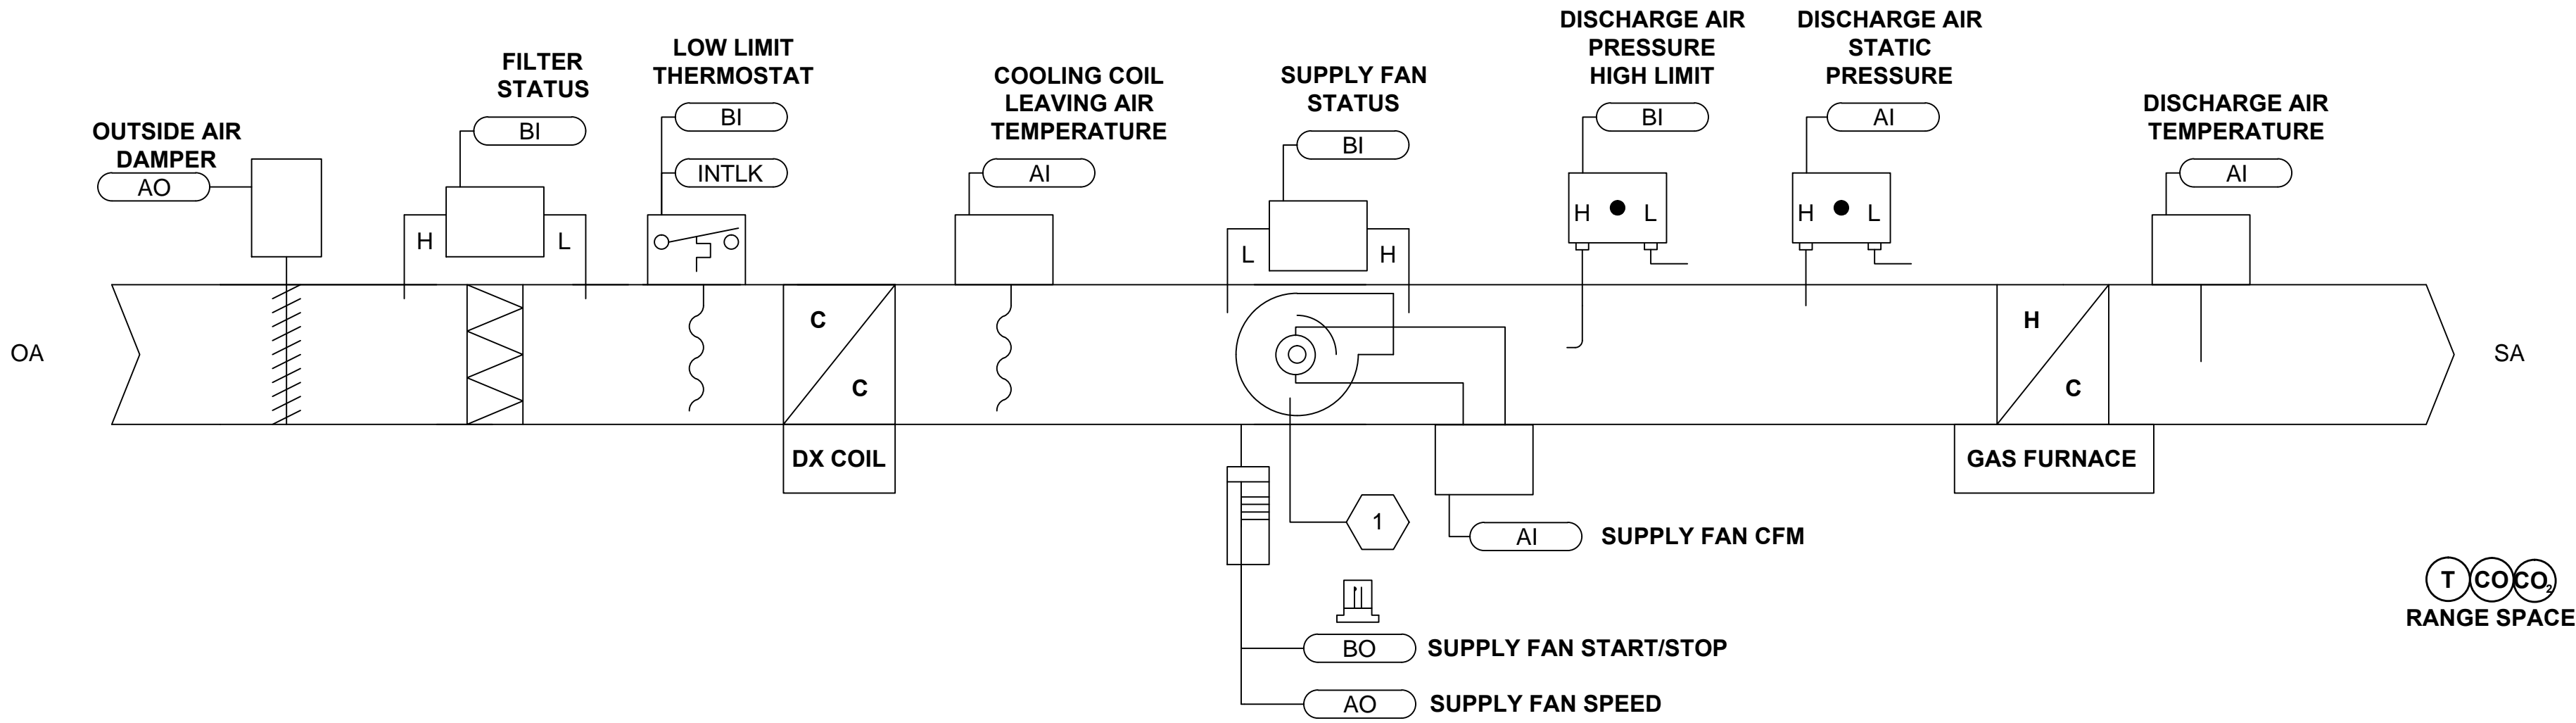 OUTSIDE AIR
DAMPER
AO
FILTER
STATUS
BI
H
L
LOW LIMIT
THERMOSTAT
BI
INTLK
COOLING COIL
LEAVING AIR
TEMPERATURE
AI
SUPPLY FAN
STATUS
BI
L
H
DISCHARGE AIR
PRESSURE
HIGH LIMIT
BI
H
L
DISCHARGE AIR
STATIC
PRESSURE
AI
H
L
DISCHARGE AIR
TEMPERATURE
AI
OA
C
C
DX COIL
H
C
GAS FURNACE
SA
1
AI
SUPPLY FAN CFM
BO
SUPPLY FAN START/STOP
AO
SUPPLY FAN SPEED
T
CO
CO₂
RANGE SPACE